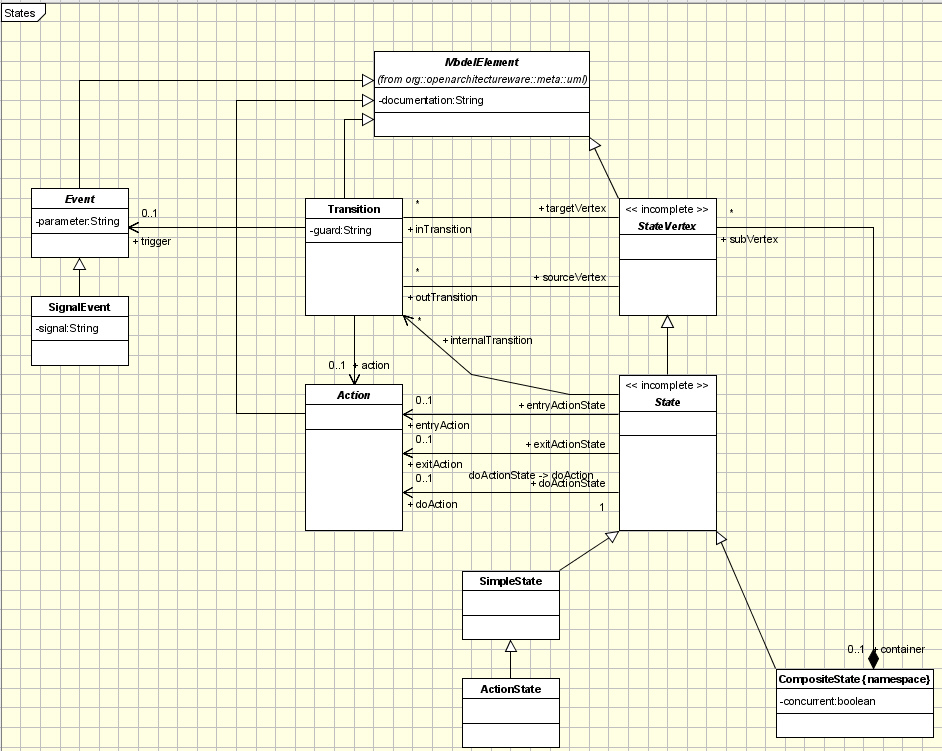 States
ModelElement
(from org::openarchitectureware::meta::uml)
-documentation:String
Event
-parameter:String
0..1
+ trigger
SignalEvent
-signal:String
Transition
-guard:String
*
+ targetVertex
+ inTransition
*
+ sourceVertex
+ outTransition
<< incomplete >>
StateVertex
*
+ subVertex
*
+ internalTransition
0..1 + action
Action
<< incomplete >>
State
0..1
+ entryActionState
+ entryAction
0..1
+ exitActionState
+ exitAction
0..1
doActionState -> doAction
+ doActionState
+ doAction
1
SimpleState
ActionState
0..1 + container
CompositeState{namespace}
-concurrent:boolean